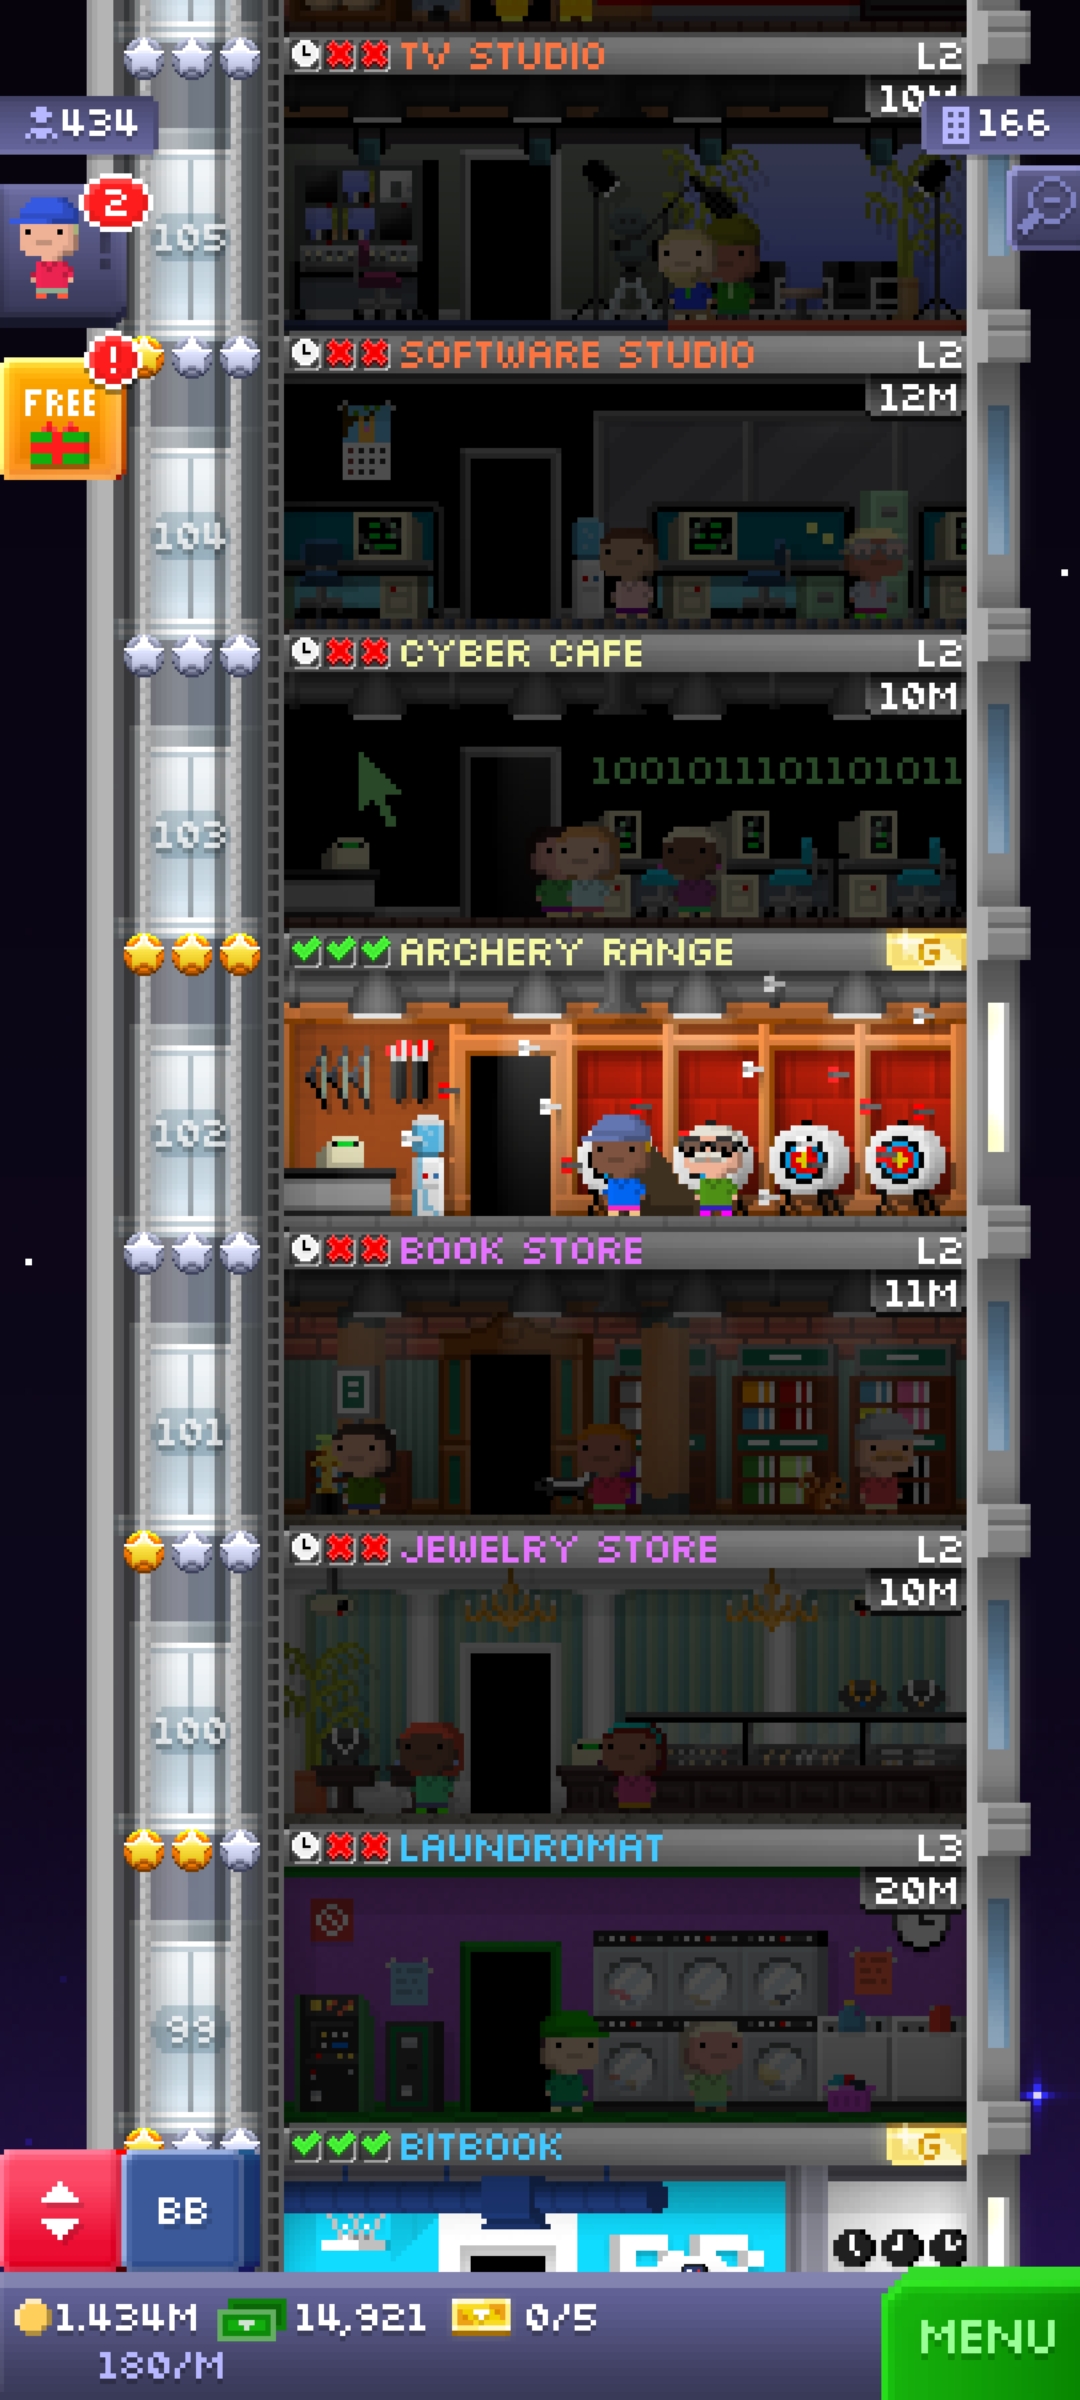 TV STUDIO L2
10M
434
166
2
105
SOFTWARE STUDIO L2
!
12M
FREE
104
CYBER CAFE L2
10M
1001011101101011
103
ARCHERY RANGE G
102
BOOK STORE L2
11M
101
JEWELRY STORE L2
10M
100
LAUNDROMAT L3
20M
99
BITBOOK G
BB
1.434M 14,921 0/5
180/M
MENU